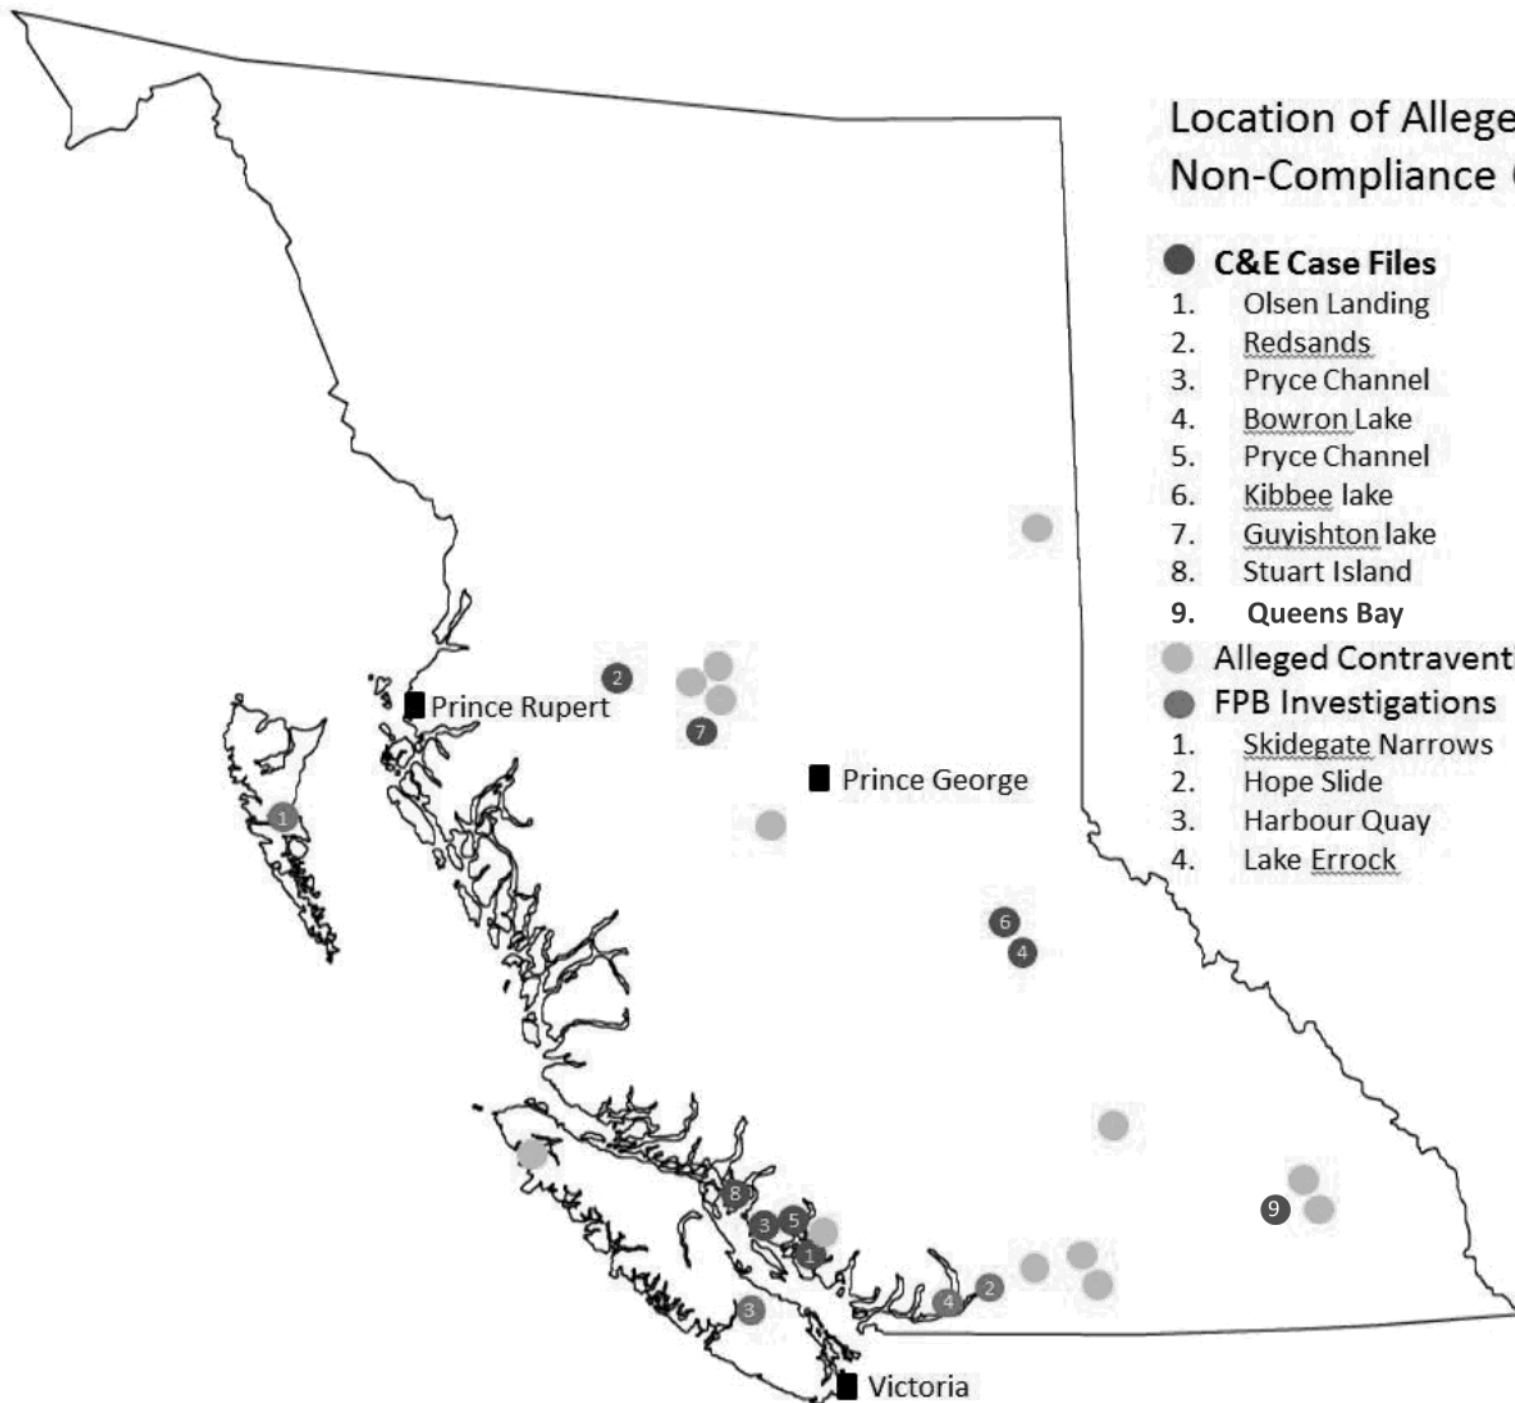 Location of Allege
Non-Compliance
C&E Case Files
1. Olsen Landing
2. Redsands
3. Pryce Channel
4. Bowron Lake
5. Pryce Channel
6. Kibbee lake
7. Guyishton lake
8. Stuart Island
9. Queens Bay
Alleged Contraventi
FPB Investigations
1. Skidegate Narrows
2. Hope Slide
3. Harbour Quay
4. Lake Errock
2
Prince Rupert
7
Prince George
1
6
4
8
3
5
1
9
2
4
3
Victoria